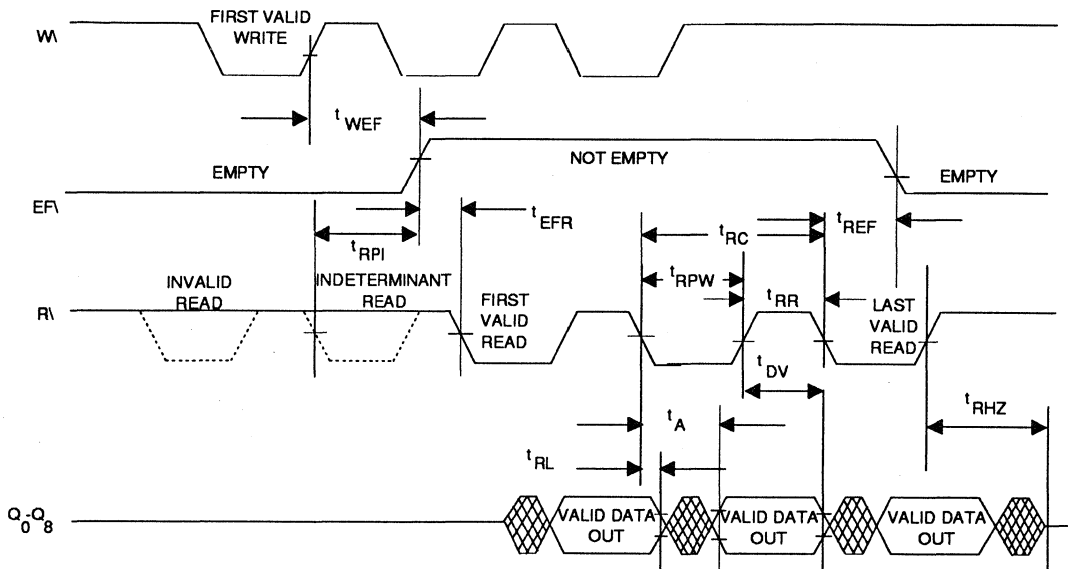 FIRST VALID
WRITE
W\
t WEF
EMPTY
NOT EMPTY
EMPTY
EF\
t EFR
t RC
t REF
t RPI
INVALID
READ
INDETERMINANT
READ
FIRST
VALID
READ
t RPW
t RR
LAST
VALID
READ
R\
t DV
t A
t RHZ
t RL
Q0-Q8
VALID DATA
OUT
VALID DATA
OUT
VALID DATA
OUT